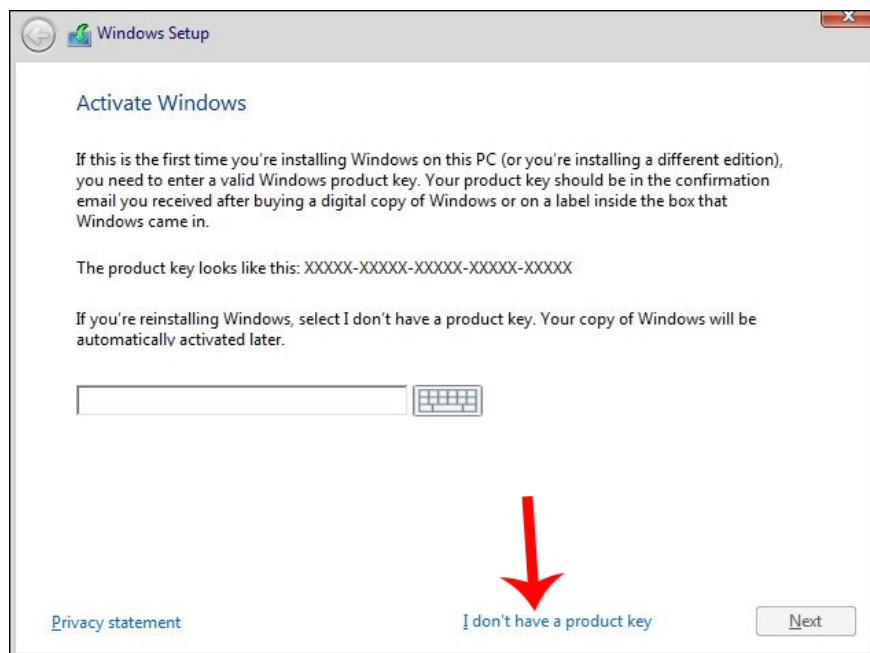 Windows Setup
Activate Windows
If this is the first time you're installing Windows on this PC (or you're installing a different edition),
you need to enter a valid Windows product key. Your product key should be in the confirmation
email you received after buying a digital copy of Windows or on a label inside the box that
Windows came in.
The product key looks like this: XXXXX-XXXXX-XXXXX-XXXXX-XXXXX
If you're reinstalling Windows, select I don't have a product key. Your copy of Windows will be
automatically activated later.
Privacy statement
I don't have a product key
Next